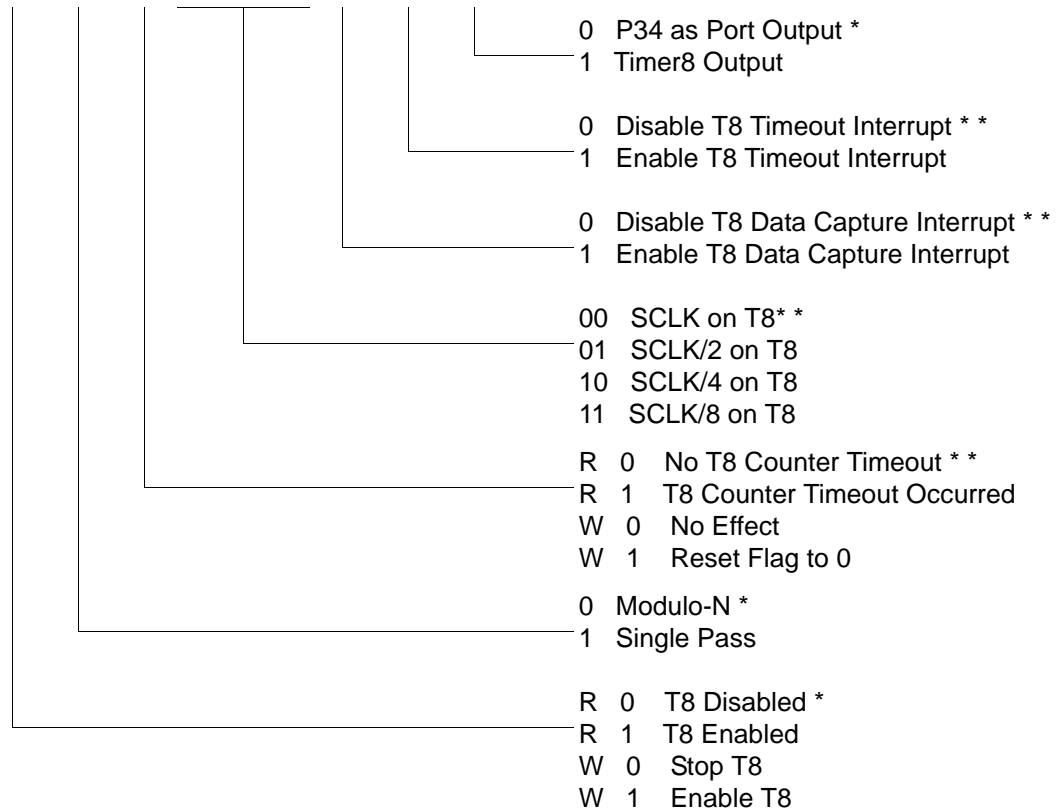 0 P34 as Port Output *
1 Timer8 Output
0 Disable T8 Timeout Interrupt * *
1 Enable T8 Timeout Interrupt
0 Disable T8 Data Capture Interrupt * *
1 Enable T8 Data Capture Interrupt
00 SCLK on T8* *
01 SCLK/2 on T8
10 SCLK/4 on T8
11 SCLK/8 on T8
R 0 No T8 Counter Timeout * *
R 1 T8 Counter Timeout Occurred
W 0 No Effect
W 1 Reset Flag to 0
0 Modulo-N *
1 Single Pass
R 0 T8 Disabled *
R 1 T8 Enabled
W 0 Stop T8
W 1 Enable T8